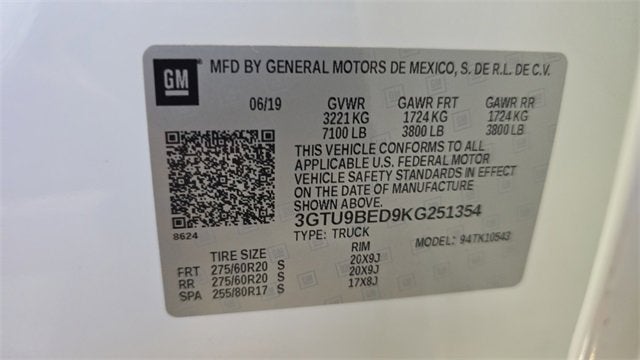 GM
MFD BY GENERAL MOTORS DE MEXICO, S. DE R.L. DE C.V.
06/19 GVWR GAWR FRT GAWR RR
3221 KG 1724 KG 1724 KG
7100 LB 3800 LB 3800 LB
THIS VEHICLE CONFORMS TO ALL
APPLICABLE U.S. FEDERAL MOTOR
VEHICLE SAFETY STANDARDS IN EFFECT
ON THE DATE OF MANUFACTURE
SHOWN ABOVE.
3GTU9BED9KG251354
8624
TYPE: TRUCK MODEL: 94TK10543
TIRE SIZE RIM
FRT 275/60R20 S 20X9J
RR 275/60R20 S 20X9J
SPA 255/80R17 S 17X8J